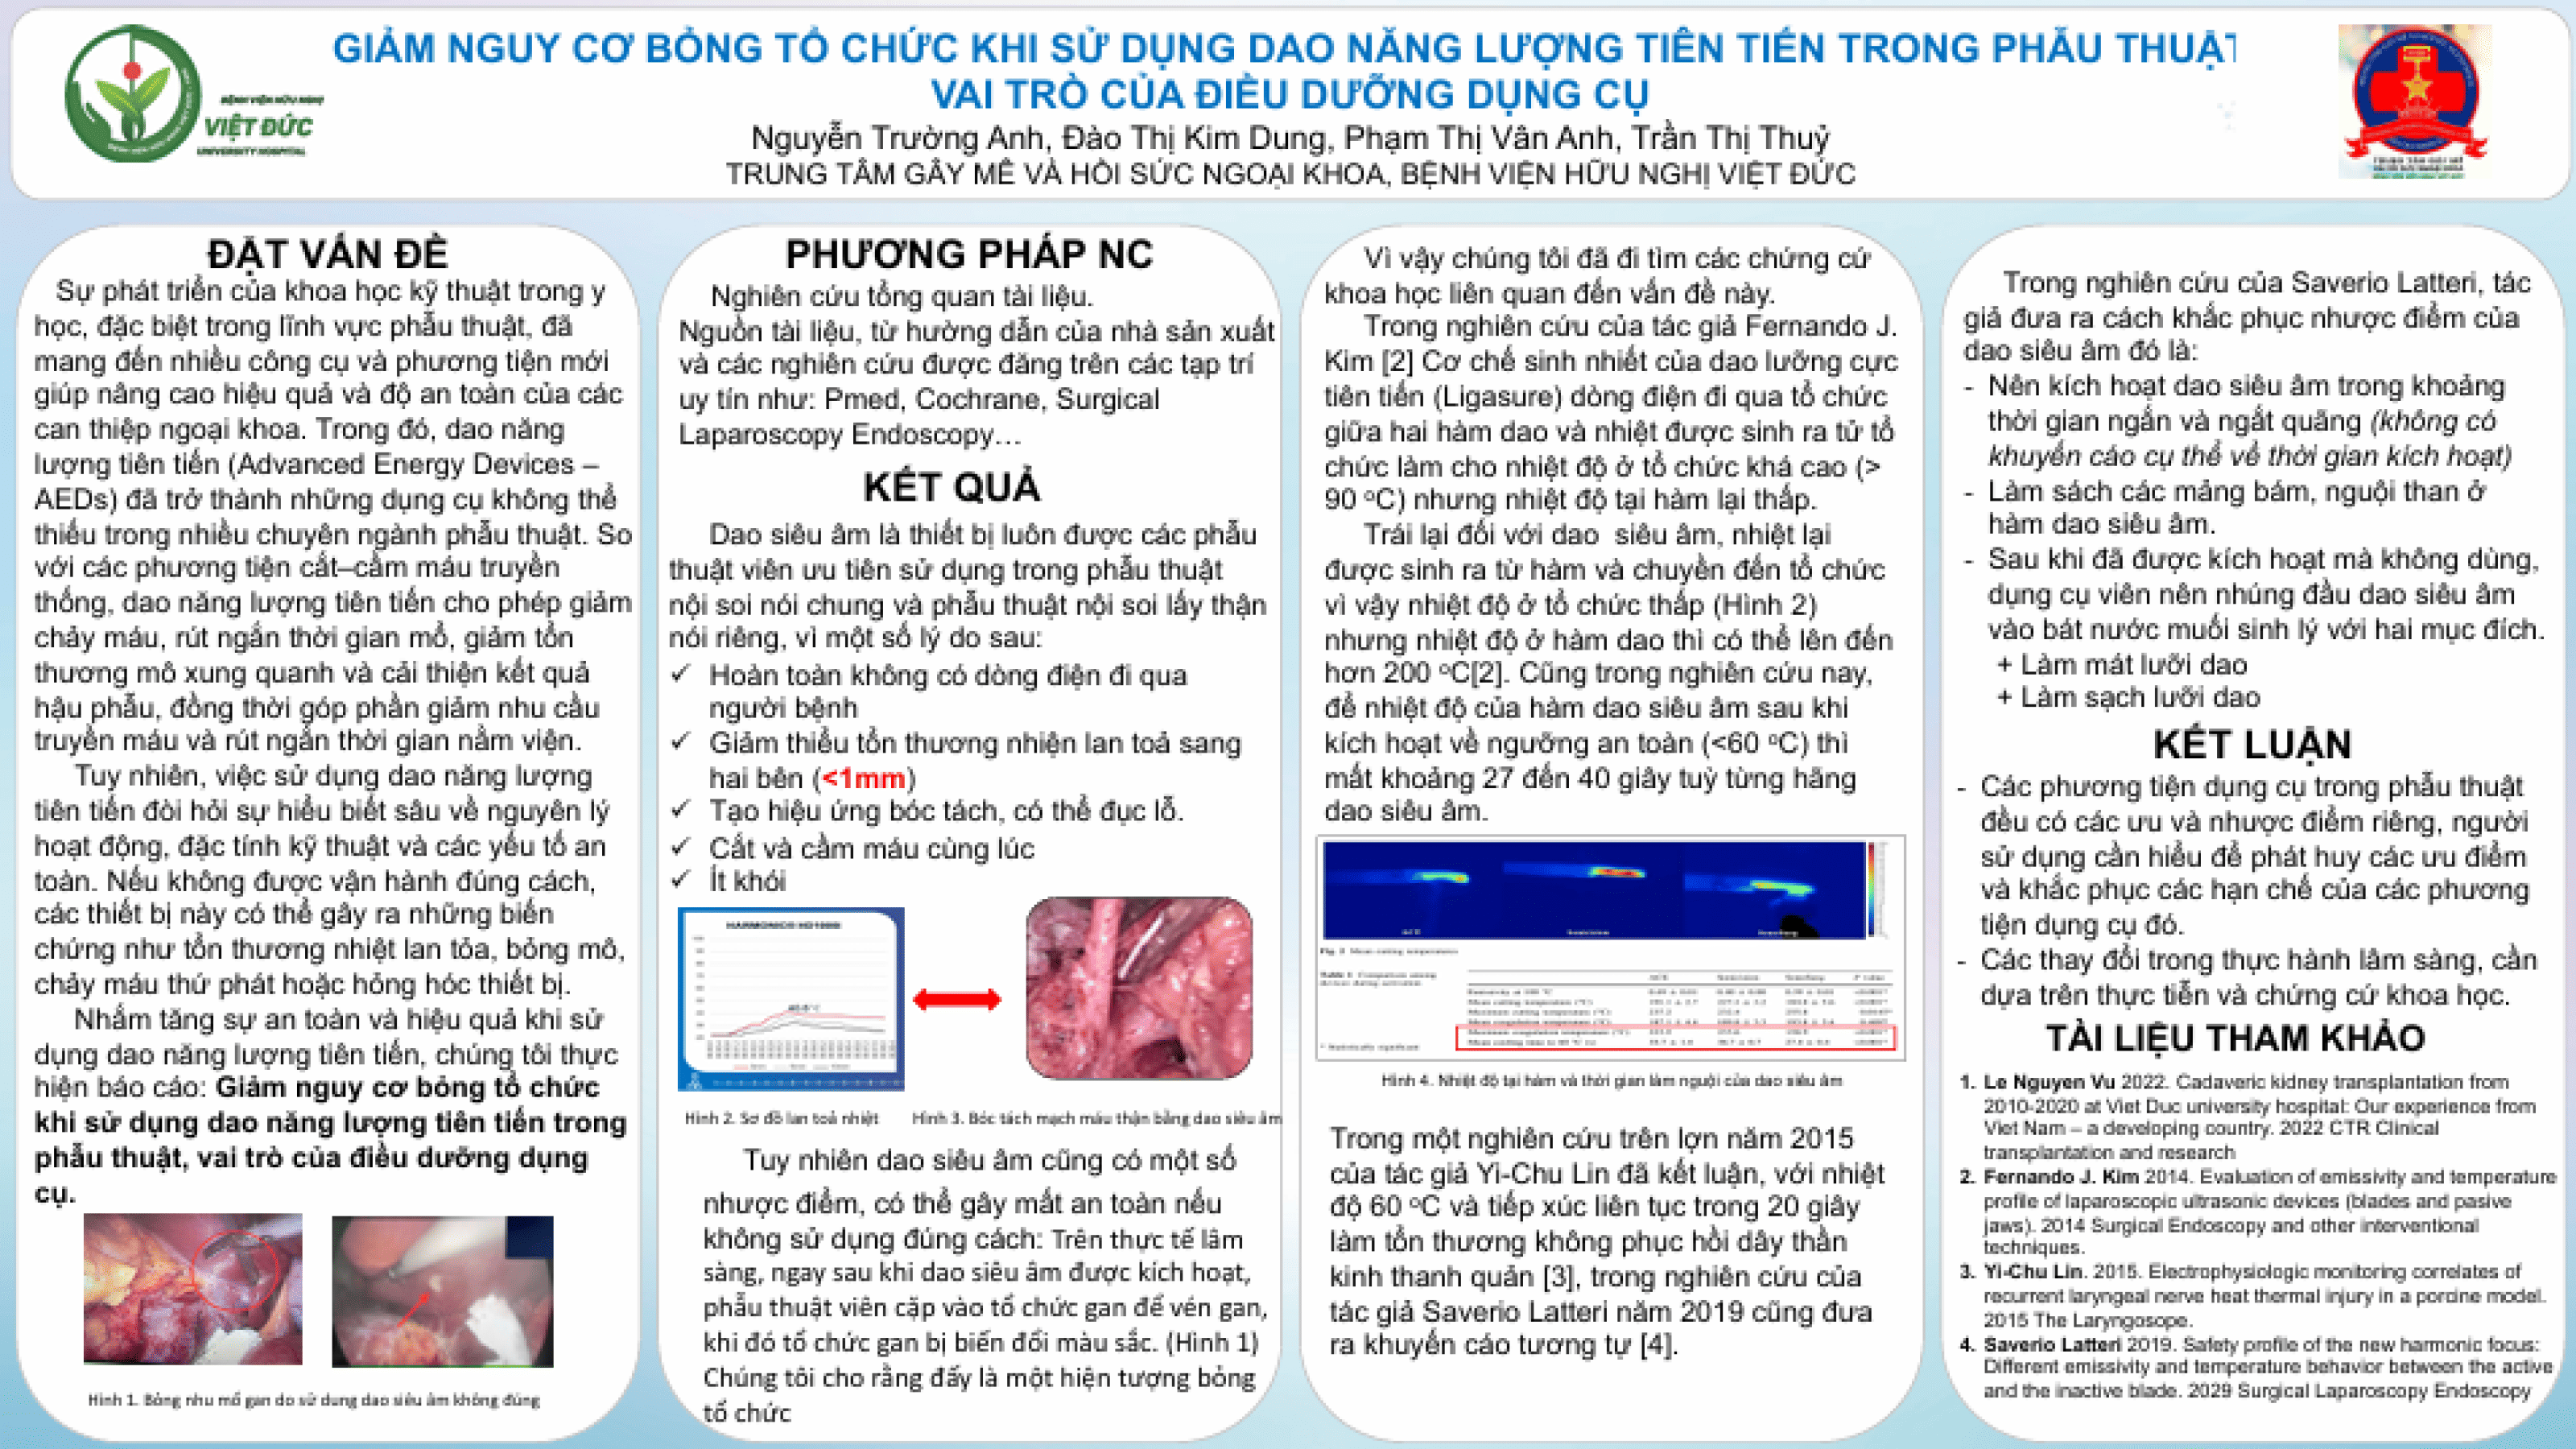 GIẢM NGUY CƠ BỎNG TỔ CHỨC KHI SỬ DỤNG DAO NĂNG LƯỢNG TIÊN TIẾN TRONG PHẪU THUẬT
VAI TRÒ CỦA ĐIỀU DƯỠNG DỤNG CỤ
Nguyễn Trường Anh, Đào Thị Kim Dung, Phạm Thị Vân Anh, Trần Thị Thuỷ
TRUNG TÂM GÂY MÊ VÀ HỒI SỨC NGOẠI KHOA, BỆNH VIỆN HỮU NGHỊ VIỆT ĐỨC
BỆNH VIỆN HỮU NGHỊ
VIỆT ĐỨC
UNIVERSITY HOSPITAL
ĐẶT VẤN ĐỀ
Sự phát triển của khoa học kỹ thuật trong y
học, đặc biệt trong lĩnh vực phẫu thuật, đã
mang đến nhiều công cụ và phương tiện mới
giúp nâng cao hiệu quả và độ an toàn của các
can thiệp ngoại khoa. Trong đó, dao năng
lượng tiên tiến (Advanced Energy Devices –
AEDs) đã trở thành những dụng cụ không thể
thiếu trong nhiều chuyên ngành phẫu thuật. So
với các phương tiện cắt–cầm máu truyền
thống, dao năng lượng tiên tiến cho phép giảm
chảy máu, rút ngắn thời gian mổ, giảm tổn
thương mô xung quanh và cải thiện kết quả
hậu phẫu, đồng thời góp phần giảm nhu cầu
truyền máu và rút ngắn thời gian nằm viện.
Tuy nhiên, việc sử dụng dao năng lượng
tiên tiến đòi hỏi sự hiểu biết sâu về nguyên lý
hoạt động, đặc tính kỹ thuật và các yếu tố an
toàn. Nếu không được vận hành đúng cách,
các thiết bị này có thể gây ra những biến
chứng như tổn thương nhiệt lan tỏa, bỏng mô,
chảy máu thứ phát hoặc hỏng hóc thiết bị.
Nhằm tăng sự an toàn và hiệu quả khi sử
dụng dao năng lượng tiên tiến, chúng tôi thực
hiện báo cáo: Giảm nguy cơ bỏng tổ chức
khi sử dụng dao năng lượng tiên tiến trong
phẫu thuật, vai trò của điều dưỡng dụng
cụ.
Hình 1. Bỏng nhu mô gan do sử dung dao siêu âm không đúng
PHƯƠNG PHÁP NC
Nghiên cứu tổng quan tài liệu.
Nguồn tài liệu, từ hường dẫn của nhà sản xuất
và các nghiên cứu được đăng trên các tạp trí
uy tín như: Pmed, Cochrane, Surgical
Laparoscopy Endoscopy…
KẾT QUẢ
Dao siêu âm là thiết bị luôn được các phẫu
thuật viên ưu tiên sử dụng trong phẫu thuật
nội soi nói chung và phẫu thuật nội soi lấy thận
nói riêng, vì một số lý do sau:
✓ Hoàn toàn không có dòng điện đi qua
người bệnh
✓ Giảm thiểu tổn thương nhiện lan toả sang
hai bên (<1mm)
✓ Tạo hiệu ứng bóc tách, có thể đục lỗ.
✓ Cắt và cầm máu cùng lúc
✓ Ít khói
Hình 2. Sơ đồ lan toả nhiệt
Hình 3. Bóc tách mạch máu thận bằng dao siêu âm
Tuy nhiên dao siêu âm cũng có một số
nhược điểm, có thể gây mất an toàn nếu
không sử dụng đúng cách: Trên thực tế lâm
sàng, ngay sau khi dao siêu âm được kích hoạt,
phẫu thuật viên cặp vào tổ chức gan để vén gan,
khi đó tổ chức gan bị biến đổi màu sắc. (Hình 1)
Chúng tôi cho rằng đấy là một hiện tượng bỏng
tổ chức
Vì vậy chúng tôi đã đi tìm các chứng cứ
khoa học liên quan đến vấn đề này.
Trong nghiên cứu của tác giả Fernando J.
Kim [2] Cơ chế sinh nhiết của dao lưỡng cực
tiên tiến (Ligasure) dòng điện đi qua tổ chức
giữa hai hàm dao và nhiệt được sinh ra tử tổ
chức làm cho nhiệt độ ở tổ chức khá cao (>
90 ºC) nhưng nhiệt độ tại hàm lại thấp.
Trái lại đối với dao siêu âm, nhiệt lại
được sinh ra từ hàm và chuyền đến tổ chức
vì vậy nhiệt độ ở tổ chức thấp (Hình 2)
nhưng nhiệt độ ở hàm dao thì có thể lên đến
hơn 200 ºC[2]. Cũng trong nghiên cứu nay,
để nhiệt độ của hàm dao siêu âm sau khi
kích hoạt về ngưỡng an toàn (<60 ºC) thì
mất khoảng 27 đến 40 giây tuỳ từng hãng
dao siêu âm.
Hình 4. Nhiệt độ tại hàm và thời gian làm nguội của dao siêu âm
Trong một nghiên cứu trên lợn năm 2015
của tác giả Yi-Chu Lin đã kết luận, với nhiệt
độ 60 ºC và tiếp xúc liên tục trong 20 giây
làm tổn thương không phục hồi dây thần
kinh thanh quản [3], trong nghiên cứu của
tác giả Saverio Latteri năm 2019 cũng đưa
ra khuyến cáo tương tự [4].
Trong nghiên cứu của Saverio Latteri, tác
giả đưa ra cách khắc phục nhược điểm của
dao siêu âm đó là:
- Nên kích hoạt dao siêu âm trong khoảng
thời gian ngắn và ngắt quãng (không có
khuyến cáo cụ thể về thời gian kích hoạt)
- Làm sách các mảng bám, nguội than ở
hàm dao siêu âm.
- Sau khi đã được kích hoạt mà không dùng,
dụng cụ viên nên nhúng đầu dao siêu âm
vào bát nước muối sinh lý với hai mục đích.
+ Làm mát lưỡi dao
+ Làm sạch lưỡi dao
KẾT LUẬN
- Các phương tiện dụng cụ trong phẫu thuật
đều có các ưu và nhược điểm riêng, người
sử dụng cần hiểu để phát huy các ưu điểm
và khắc phục các hạn chế của các phương
tiện dụng cụ đó.
- Các thay đổi trong thực hành lâm sàng, cần
dựa trên thực tiễn và chứng cứ khoa học.
TÀI LIỆU THAM KHẢO
1. Le Nguyen Vu 2022. Cadaveric kidney transplantation from
2010-2020 at Viet Duc university hospital: Our experience from
Viet Nam – a developing country. 2022 CTR Clinical
transplantation and research
2. Fernando J. Kim 2014. Evaluation of emissivity and temperature
profile of laparoscopic ultrasonic devices (blades and pasive
jaws). 2014 Surgical Endoscopy and other interventional
techniques.
3. Yi-Chu Lin. 2015. Electrophysiologic monitoring correlates of
recurrent laryngeal nerve heat thermal injury in a porcine model.
2015 The Laryngosope.
4. Saverio Latteri 2019. Safety profile of the new harmonic focus:
Different emissivity and temperature behavior between the active
and the inactive blade. 2029 Surgical Laparoscopy Endoscopy